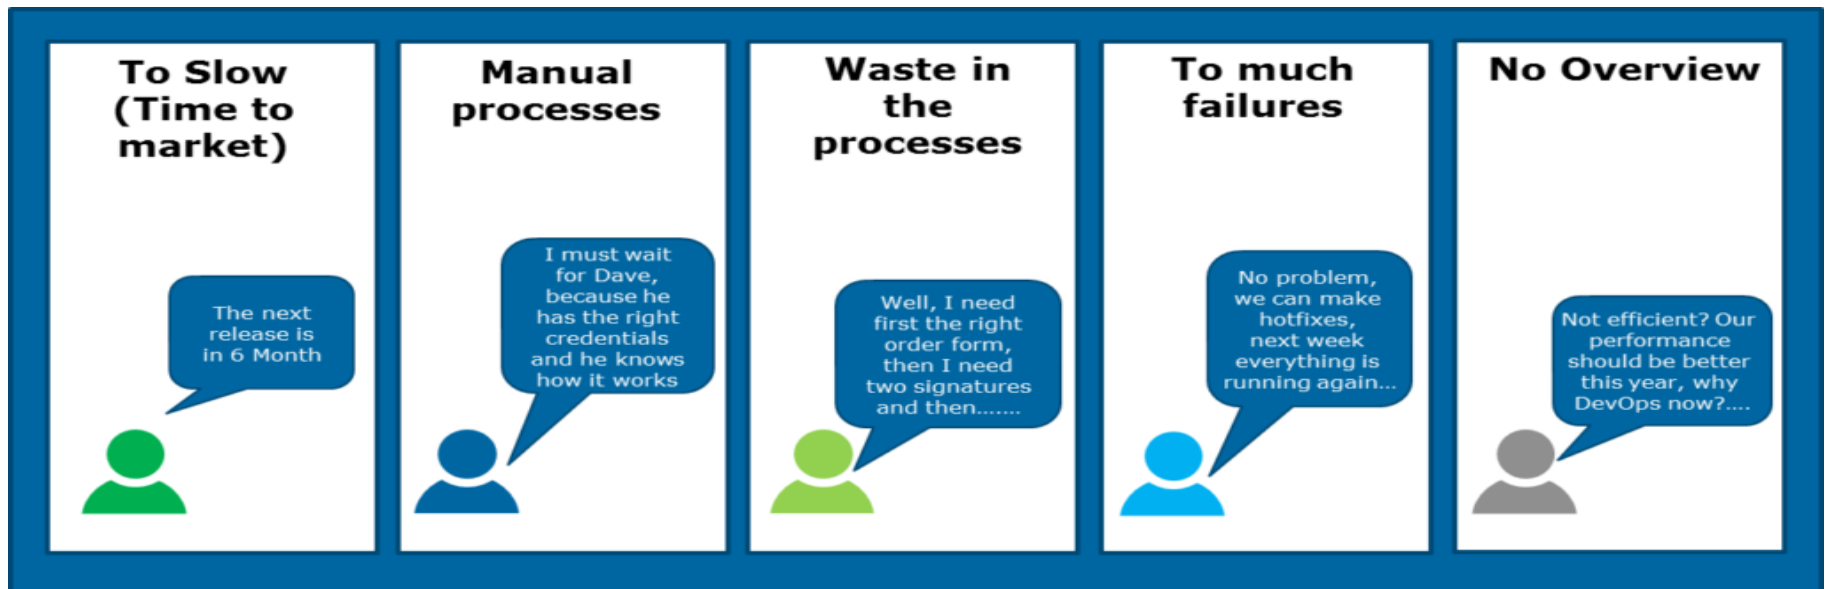 To Slow
(Time to
market)
The next
release is
in 6 Month
Manual
processes
I must wait
for Dave,
because he
has the right
credentials
and he knows
how it works
Waste in
the
processes
Well, I need
first the right
order form,
then I need
two signatures
and then.......
To much
failures
No problem,
we can make
hotfixes,
next week
everything is
running again...
No Overview
Not efficient? Our
performance
should be better
this year, why
DevOps now?....